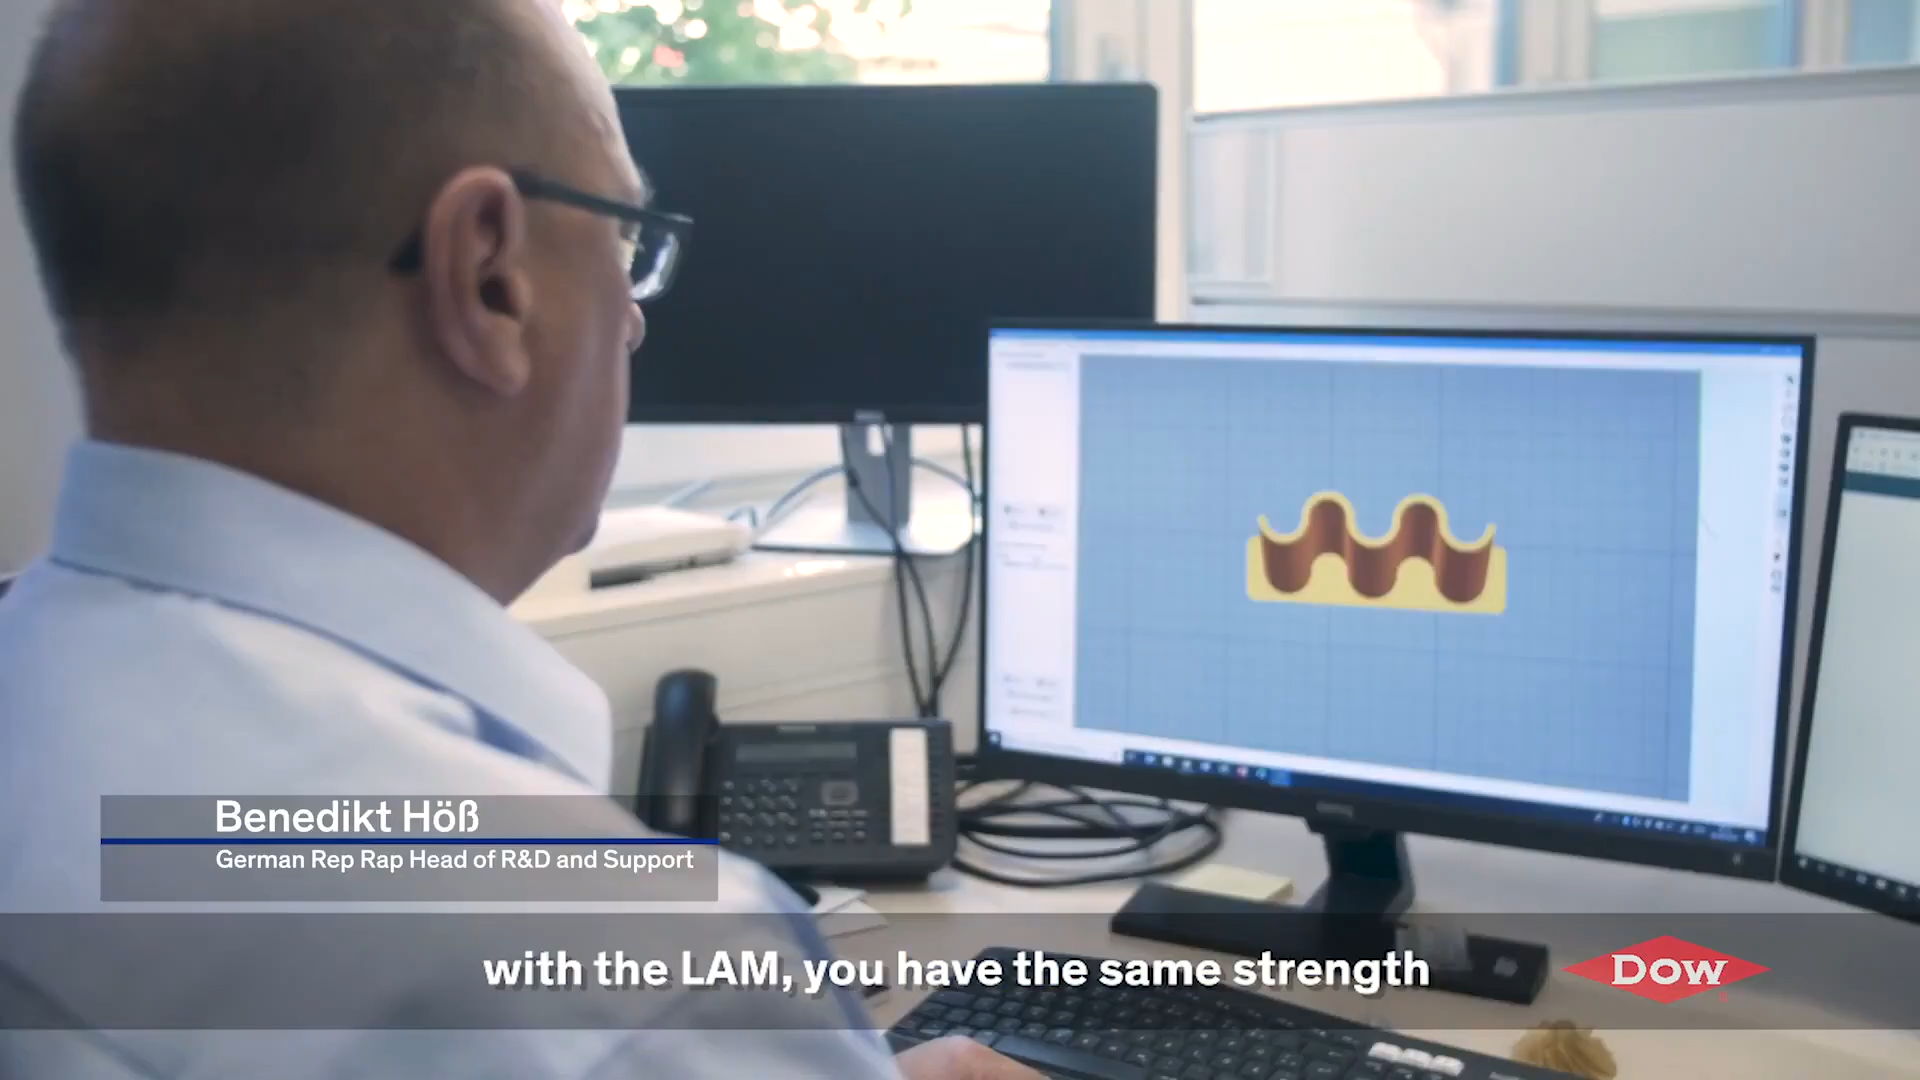 Benedikt Höß
German Rep Rap Head of R&D and Support
with the LAM, you have the same strength
Dow